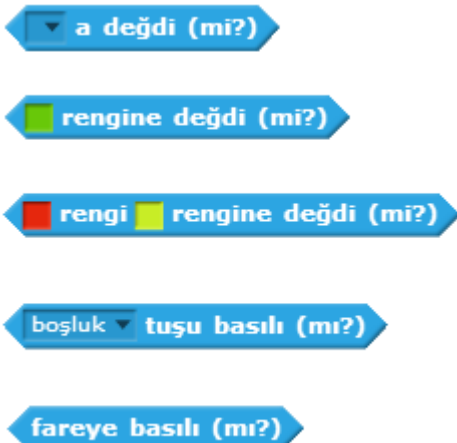 a değdi (mi?)
rengine değdi (mi?)
rengi rengine değdi (mi?)
boşluk tuşu basılı (mı?)
fareye basılı (mı?)